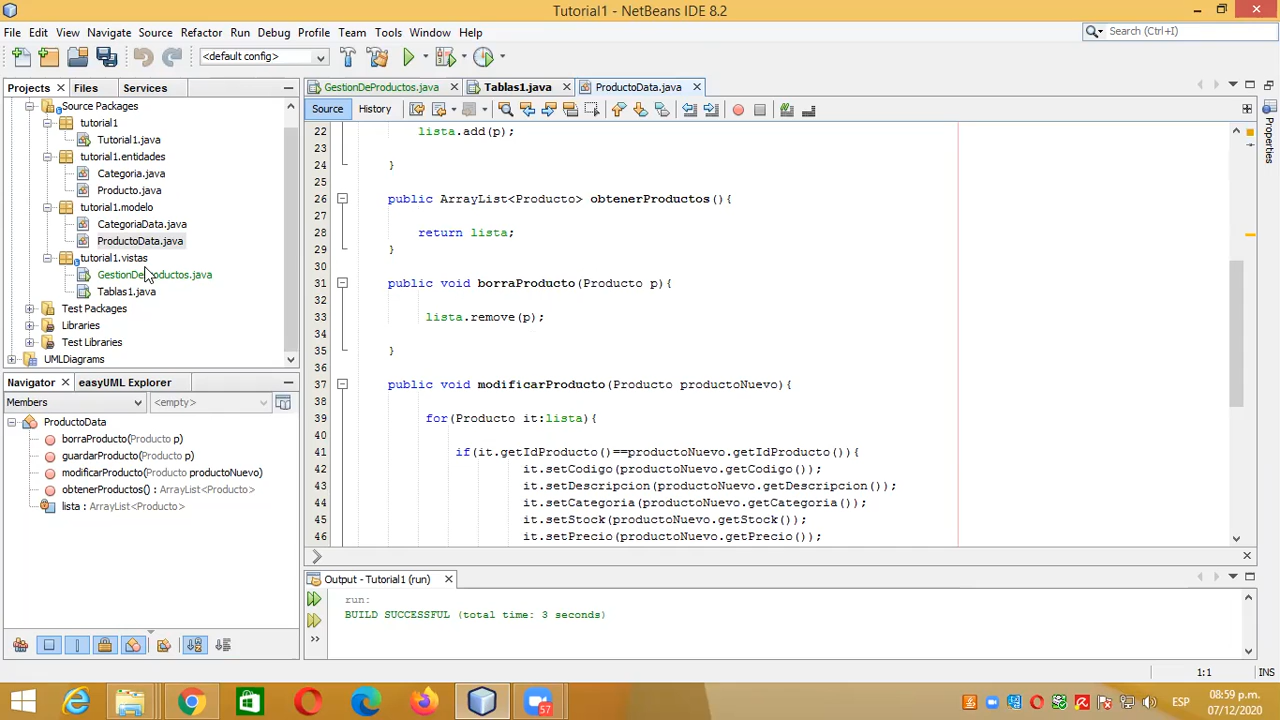 Tutorial1 - NetBeans IDE 8.2
File Edit View Navigate Source Refactor Run Debug Profile Team Tools Window Help
Search (Ctrl+I)
<default config>
Projects Files Services
GestionDeProductos.java Tablas1.java ProductoData.java
Source History
Properties
Source Packages
tutorial1
Tutorial1.java
tutorial1.entidades
Categoria.java
Producto.java
tutorial1.modelo
CategoriaData.java
ProductoData.java
tutorial1.vistas
GestionDeProductos.java
Tablas1.java
Test Packages
Libraries
Test Libraries
UMLDiagrams
22 lista.add(p);
23
24 }
25
26 public ArrayList<Producto> obtenerProductos(){
27
28 return lista;
29 }
30
31 public void borraProducto(Producto p){
32
33 lista.remove(p);
34
35 }
36
37 public void modificarProducto(Producto productoNuevo){
38
39 for(Producto it:lista){
40
41 if(it.getIdProducto()==productoNuevo.getIdProducto()){
42 it.setCodigo(productoNuevo.getCodigo());
43 it.setDescripcion(productoNuevo.getDescripcion());
44 it.setCategoria(productoNuevo.getCategoria());
45 it.setStock(productoNuevo.getStock());
46 it.setPrecio(productoNuevo.getPrecio());
Navigator easyUML Explorer
Members <empty>
ProductoData
borraProducto(Producto p)
guardarProducto(Producto p)
modificarProducto(Producto productoNuevo)
obtenerProductos() : ArrayList<Producto>
lista : ArrayList<Producto>
Output - Tutorial1 (run)
run:
BUILD SUCCESSFUL (total time: 3 seconds)
1:1 INS
57
ESP
08:59 p.m.
07/12/2020